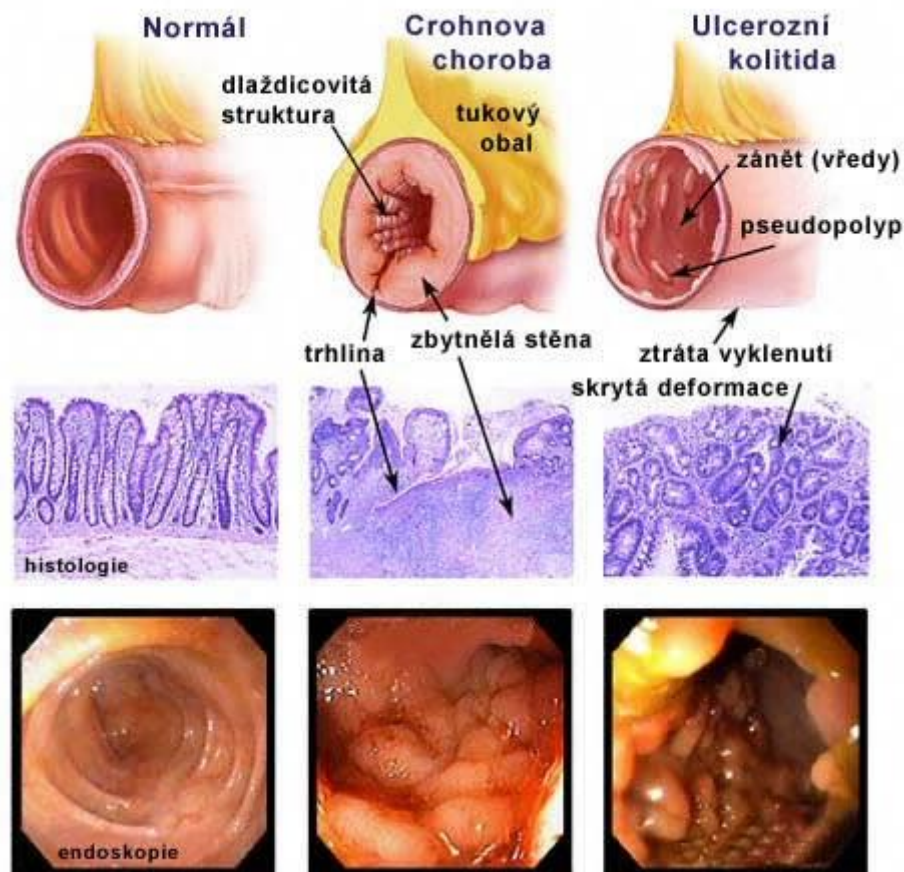 Normál
Crohnova
choroba
Ulcerozní
kolitida
dlaždicovitá
struktura
tukový
obal
zánět (vředy)
pseudopolyp
trhlina
zbytnělá stěna
ztráta vyklenutí
skrytá deformace
histologie
endoskopie